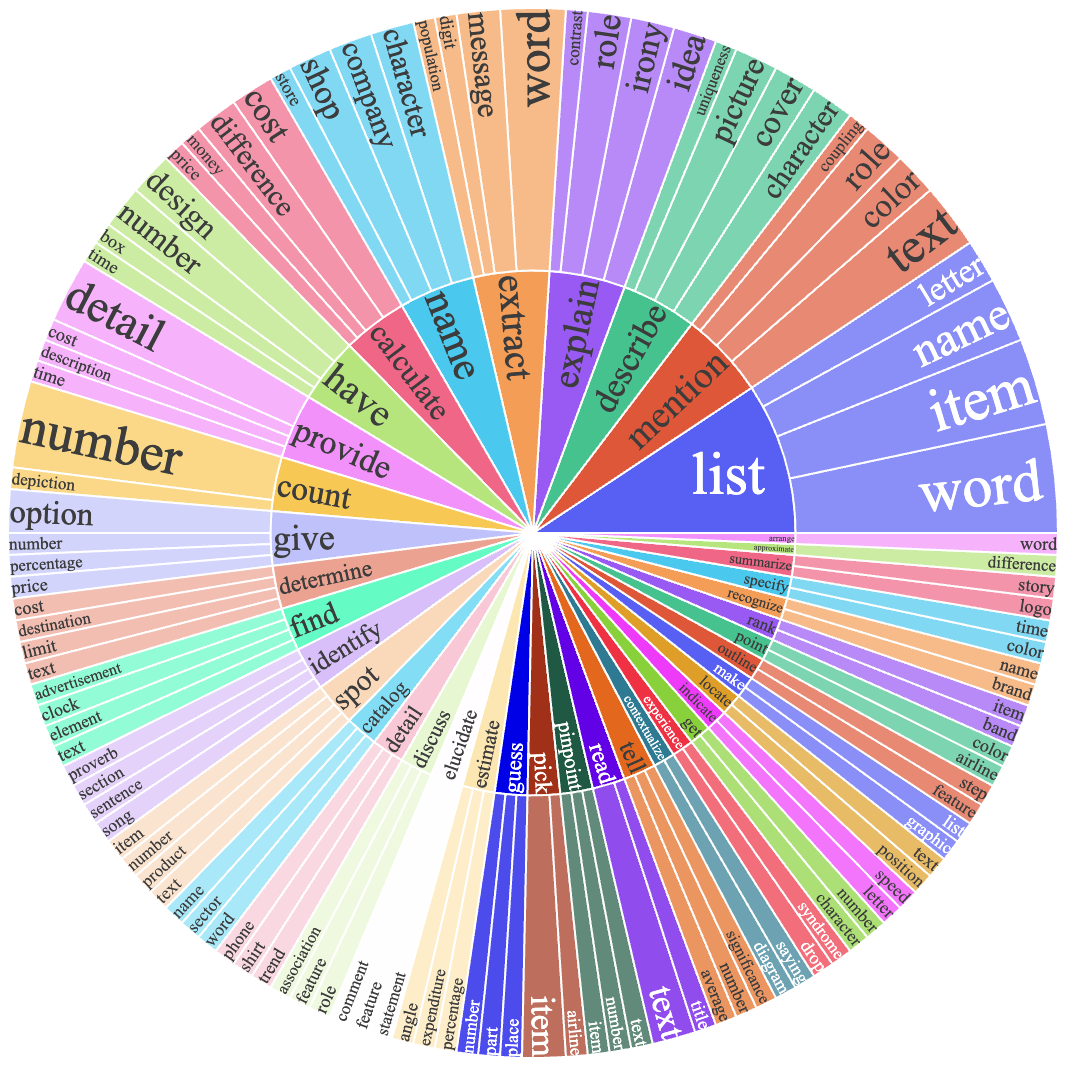 list
letter
name
item
word
mention
coupling
role
color
text
describe
uniqueness
picture
cover
character
explain
contrast
role
irony
idea
extract
population
digit
message
word
name
store
shop
company
character
calculate
price
money
difference
cost
have
design
number
box
time
provide
detail
cost
description
time
count
number
depiction
give
option
number
percentage
price
determine
cost
destination
limit
text
find
advertisement
clock
element
text
identify
proverb
section
sentence
song
spot
item
number
product
text
catalog
name
sector
word
detail
phone
shirt
trend
discuss
association
feature
role
elucidate
comment
feature
statement
estimate
angle
expenditure
percentage
guess
number
part
place
pick
item
airline
pinpoint
item
number
text
read
text
title
tell
average
number
significance
contextualize
diagram
saying
experience
drop
syndrome
get
character
number
indicate
letter
speed
locate
position
text
make
graphic
list
outline
feature
step
point
airline
color
rank
band
item
recognize
brand
name
specify
color
time
summarize
logo
story
approximate
difference
arrange
word